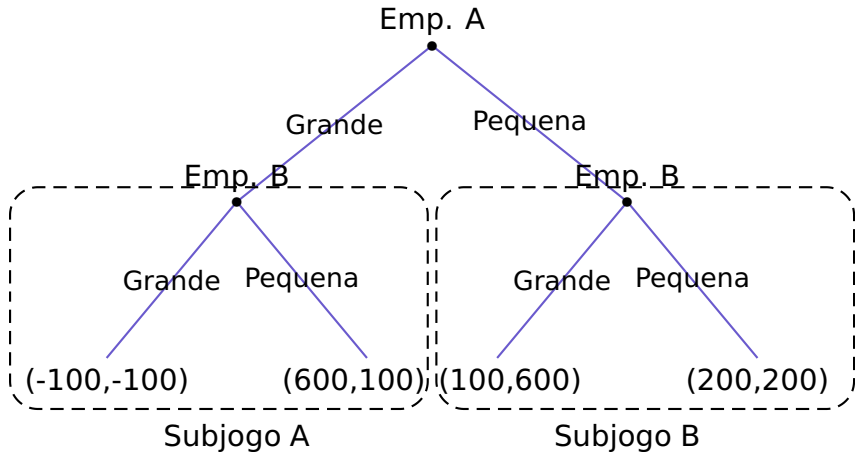 Emp. A
Grande
Pequena
Emp. B
Emp. B
Grande
Pequena
Grande
Pequena
(-100,-100)
(600,100)
(100,600)
(200,200)
Subjogo A
Subjogo B